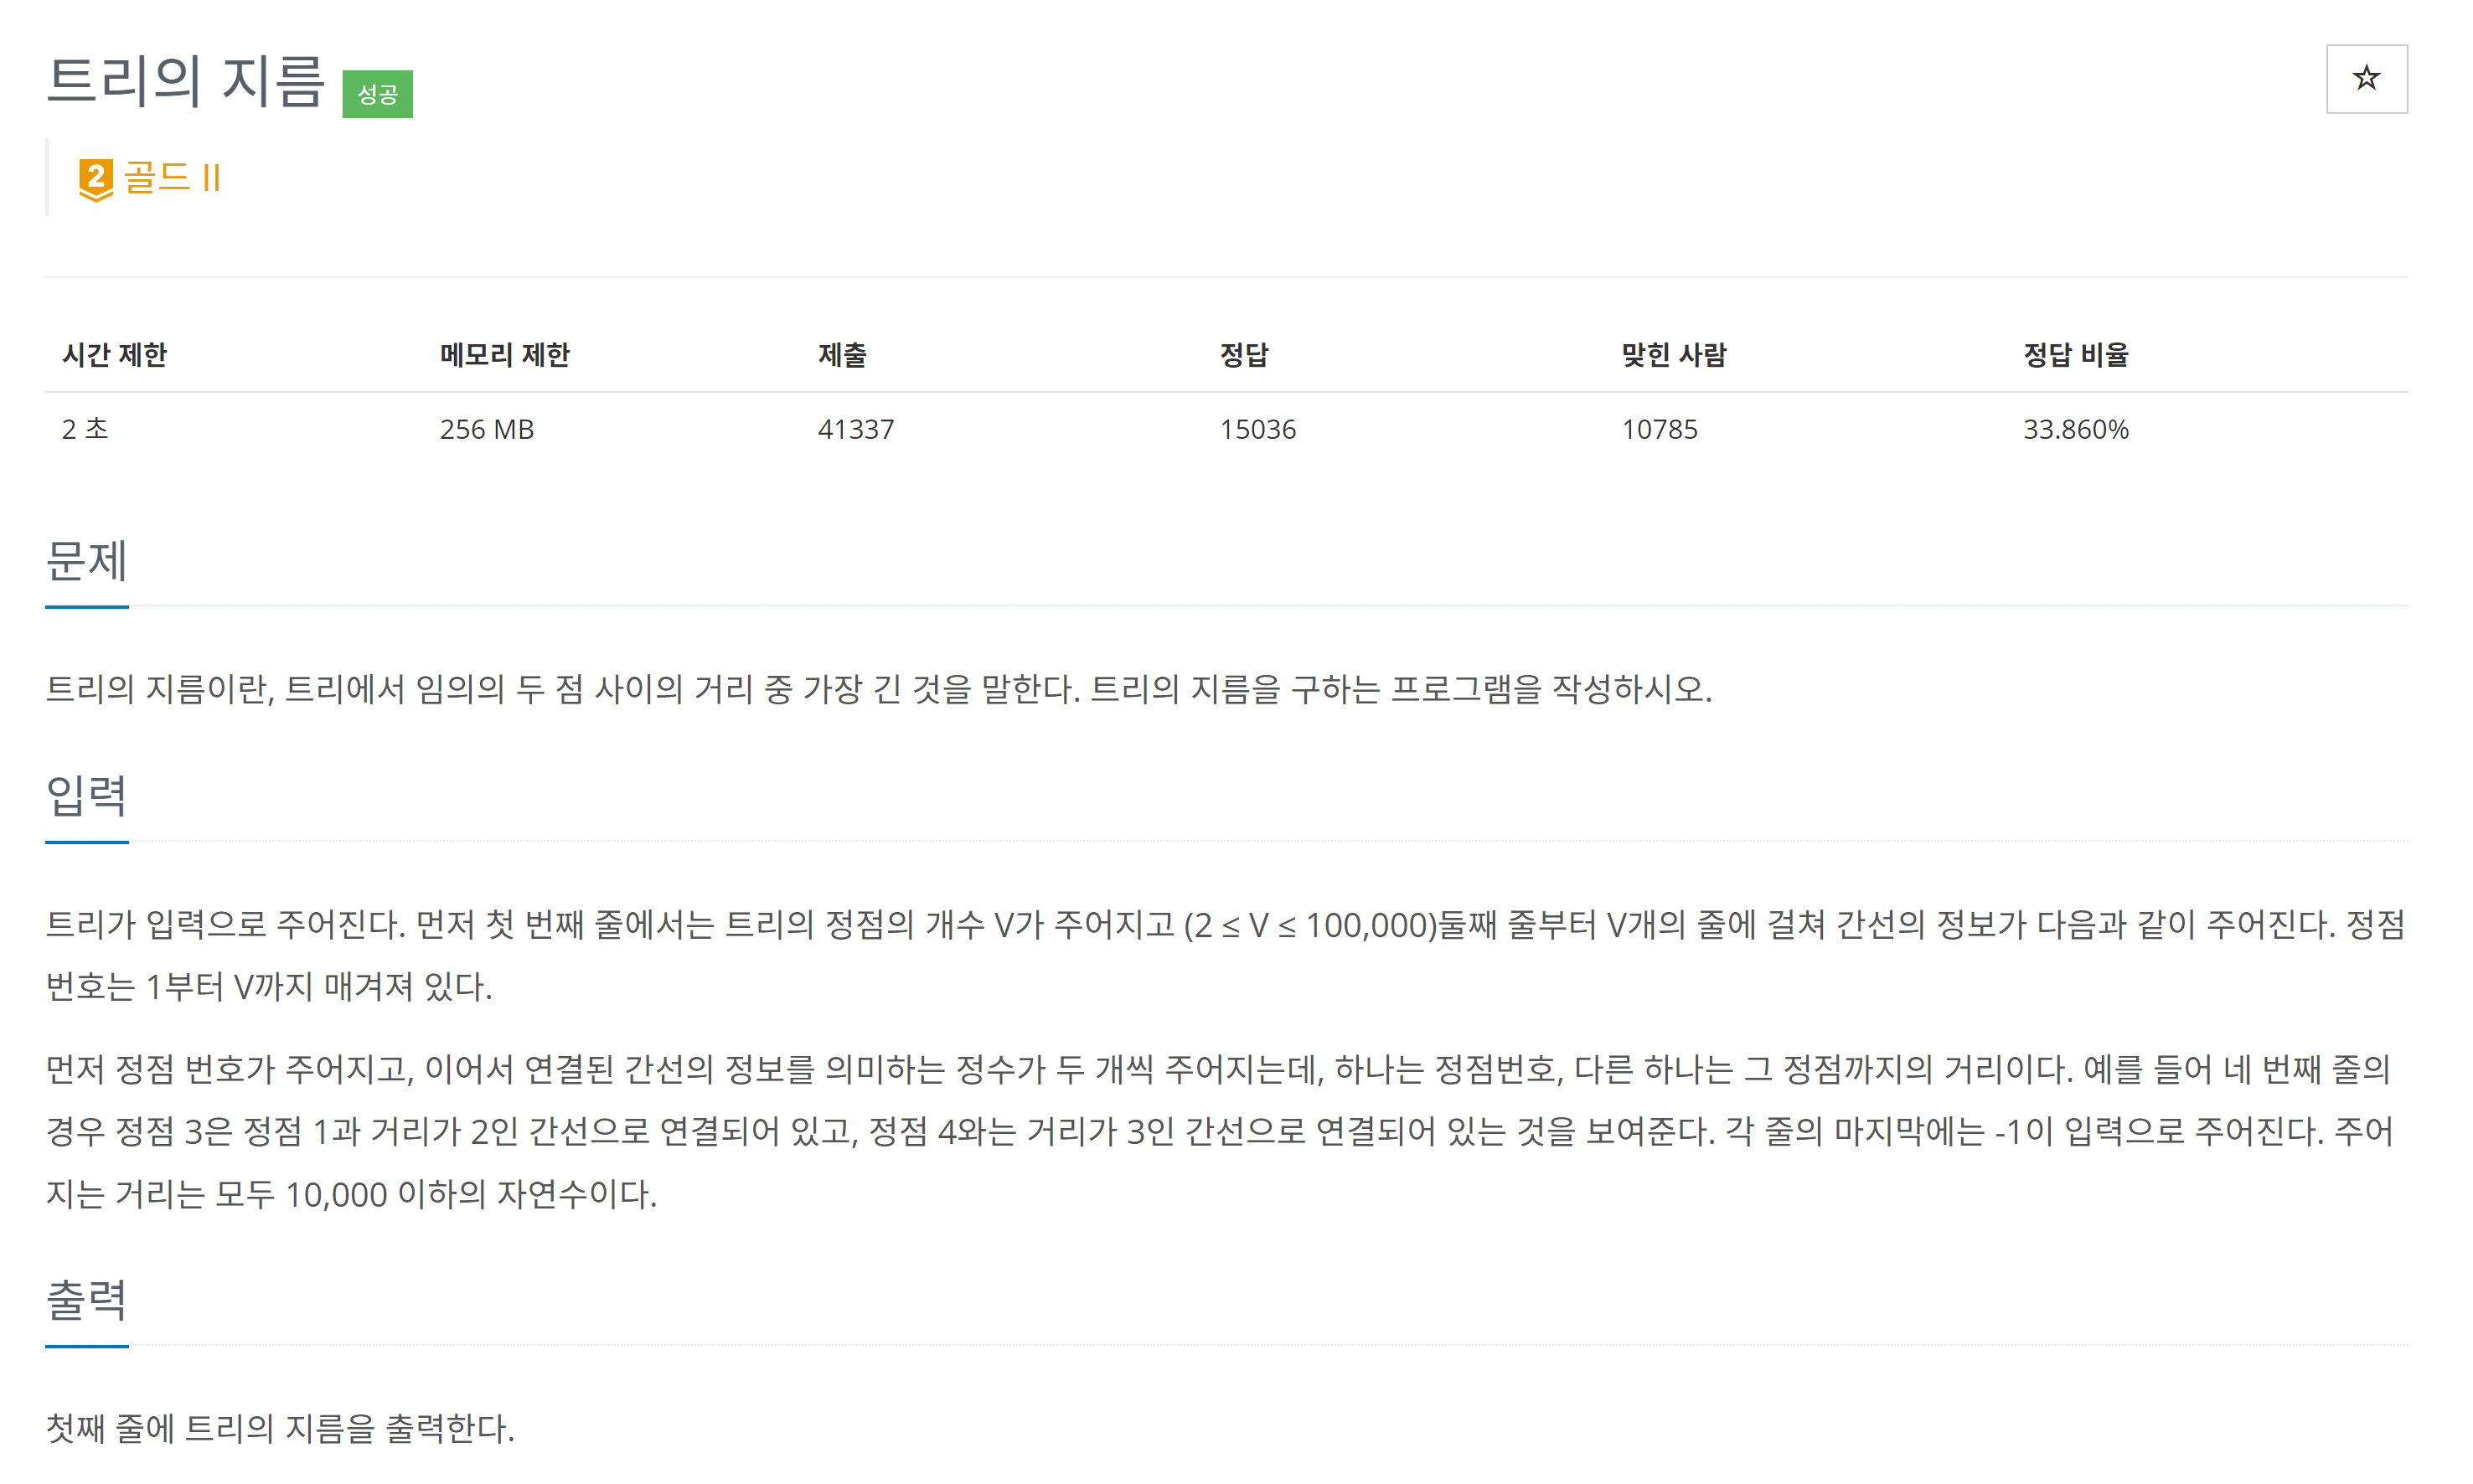 트리의 지름 성공
☆
2 골드 II
시간 제한 메모리 제한 제출 정답 맞힌 사람 정답 비율
2 초 256 MB 41337 15036 10785 33.860%
문제
트리의 지름이란, 트리에서 임의의 두 점 사이의 거리 중 가장 긴 것을 말한다. 트리의 지름을 구하는 프로그램을 작성하시오.
입력
트리가 입력으로 주어진다. 먼저 첫 번째 줄에서는 트리의 정점의 개수 V가 주어지고 (2 ≤ V ≤ 100,000)둘째 줄부터 V개의 줄에 걸쳐 간선의 정보가 다음과 같이 주어진다. 정점
번호는 1부터 V까지 매겨져 있다.
먼저 정점 번호가 주어지고, 이어서 연결된 간선의 정보를 의미하는 정수가 두 개씩 주어지는데, 하나는 정점번호, 다른 하나는 그 정점까지의 거리이다. 예를 들어 네 번째 줄의
경우 정점 3은 정점 1과 거리가 2인 간선으로 연결되어 있고, 정점 4와는 거리가 3인 간선으로 연결되어 있는 것을 보여준다. 각 줄의 마지막에는 -1이 입력으로 주어진다. 주어
지는 거리는 모두 10,000 이하의 자연수이다.
출력
첫째 줄에 트리의 지름을 출력한다.